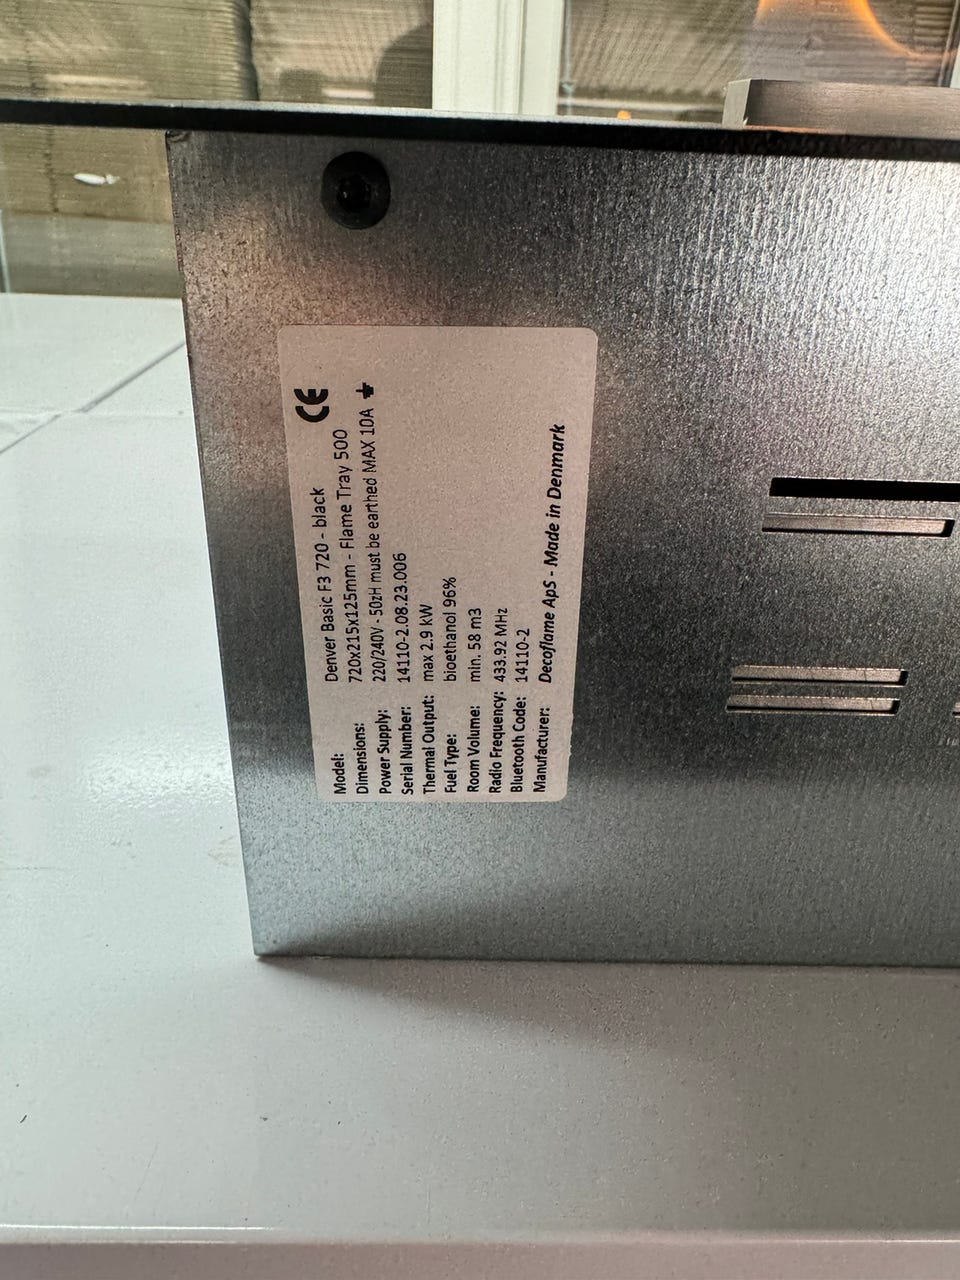 CE
Model: Denver Basic F3 720 - black
Dimensions: 720x215x125mm - Flame Tray 500
Power Supply: 220/240V - 50zH must be earthed MAX 10A
Serial Number: 14110-2.08.23.006
Thermal Output: max 2.9 kW
Fuel Type: bioethanol 96%
Room Volume: min. 58 m3
Radio Frequency: 433.92 MHz
Bluetooth Code: 14110-2
Manufacturer: Decoflame ApS - Made in Denmark